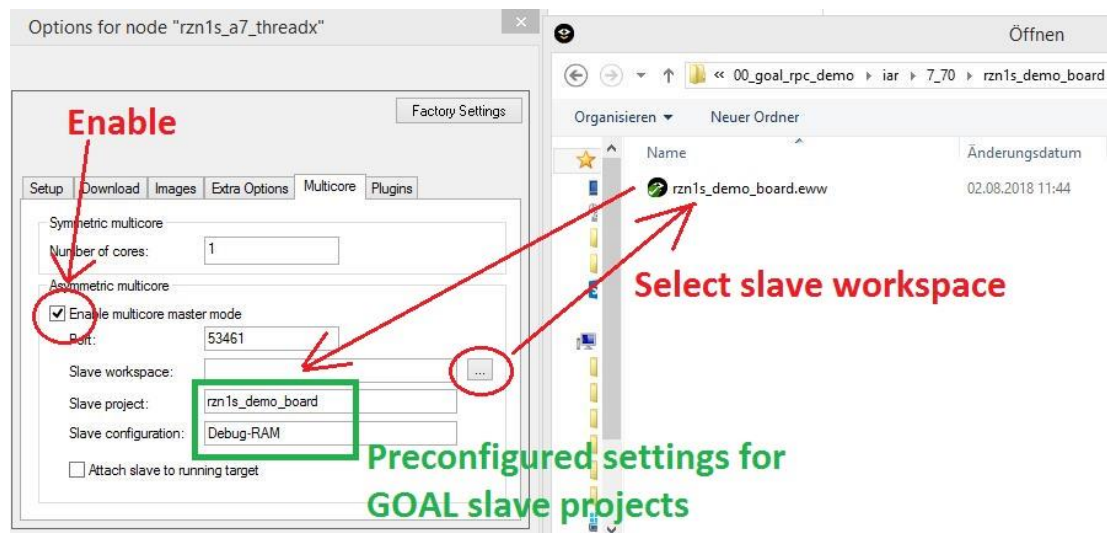 Options for node "rzn1s_a7_threadx"
Factory Settings
Enable
Setup Download Images Extra Options Multicore Plugins
Symmetric multicore
Number of cores: 1
Asymmetric multicore
Enable multicore master mode
Port: 53461
Slave workspace: ...
Slave project: rzn1s_demo_board
Slave configuration: Debug-RAM
Attach slave to running target
Preconfigured settings for
GOAL slave projects
Öffnen
« 00_goal_rpc_demo iar 7_70 rzn1s_demo_board
Organisieren Neuer Ordner
Name Änderungsdatum
rzn1s_demo_board.eww 02.08.2018 11:44
Select slave workspace